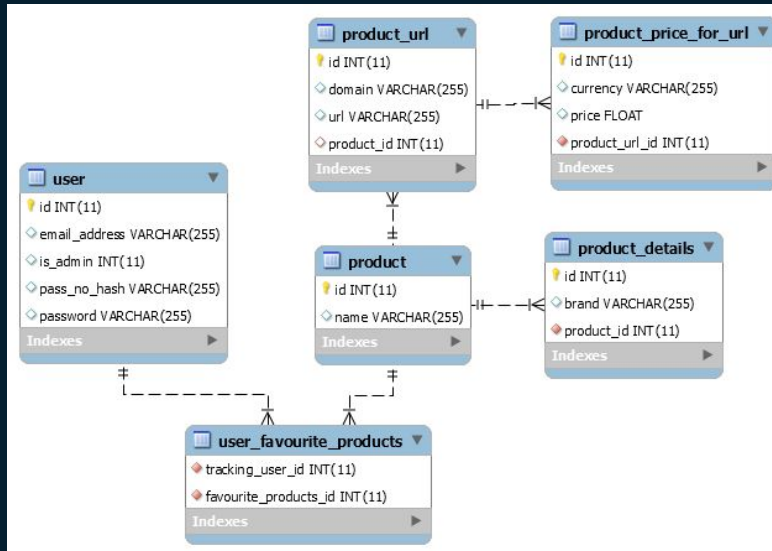 product_url
id INT(11)
domain VARCHAR(255)
url VARCHAR(255)
product_id INT(11)
Indexes
product_price_for_url
id INT(11)
currency VARCHAR(255)
price FLOAT
product_url_id INT(11)
Indexes
user
id INT(11)
email_address VARCHAR(255)
is_admin INT(11)
pass_no_hash VARCHAR(255)
password VARCHAR(255)
Indexes
product
id INT(11)
name VARCHAR(255)
Indexes
product_details
id INT(11)
brand VARCHAR(255)
product_id INT(11)
Indexes
user_favourite_products
tracking_user_id INT(11)
favourite_products_id INT(11)
Indexes